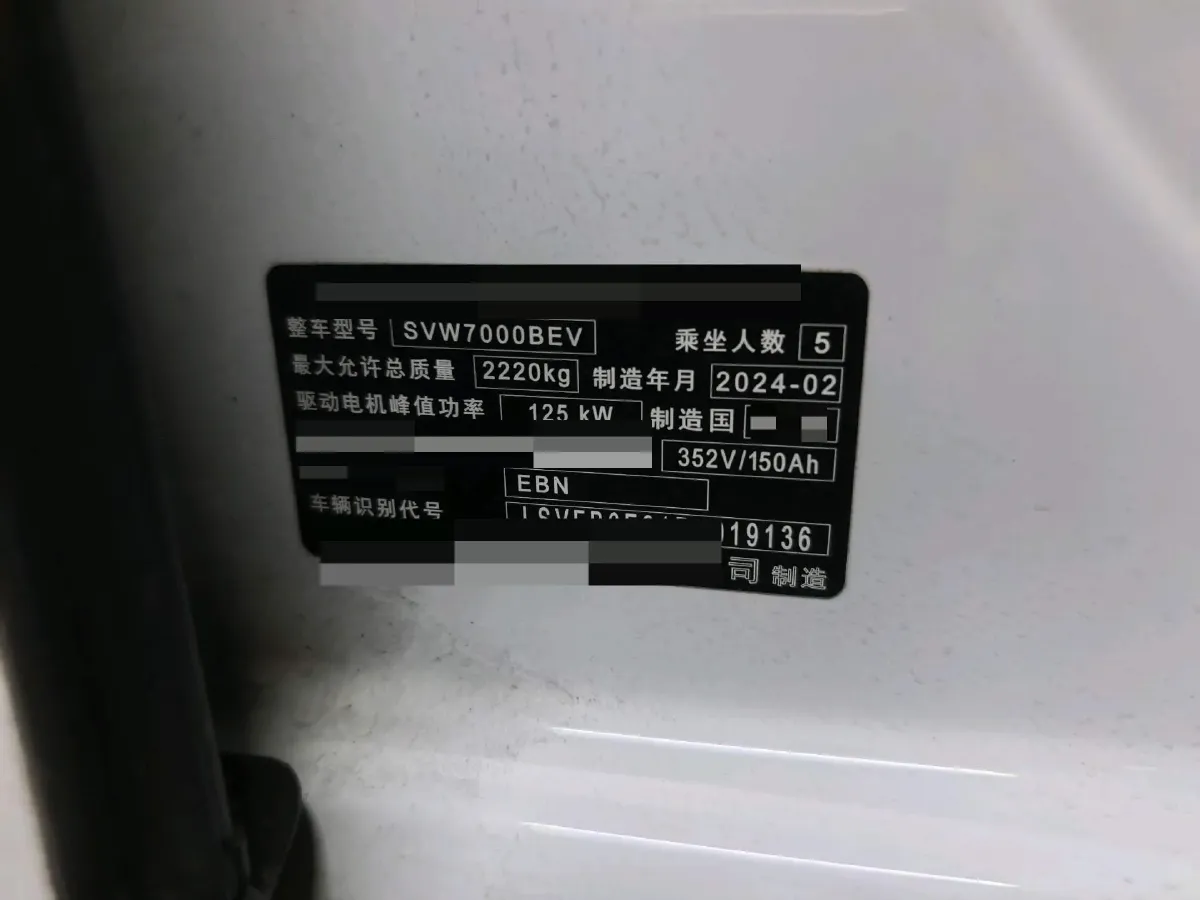 整车型号 SVW7000BEV 乘坐人数 5
最大允许总质量 2220kg 制造年月 2024-02
驱动电机峰值功率 125 kW 制造国
352V/150Ah
EBN
车辆识别代号 19136
司 制造